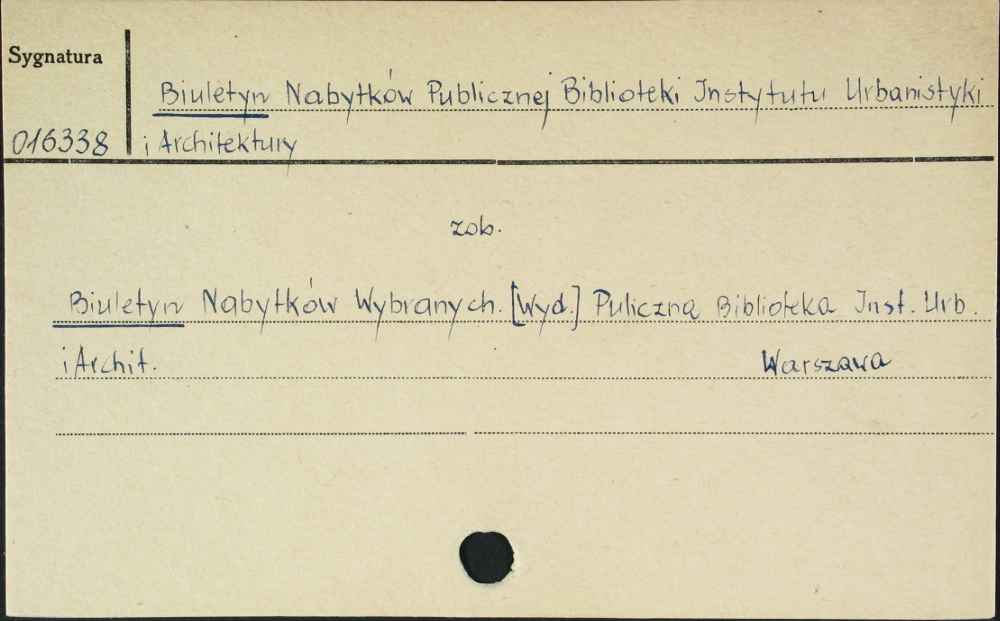 Sygnatura
Biuletyn Nabytków Publicznej Biblioteki Instytutu Urbanistyki
016338 i Architektury
zob.
Biuletyn Nabytków Wybranych. [Wyd.] Puliczna Biblioteka Inst. Urb.
i Archit. Warszawa